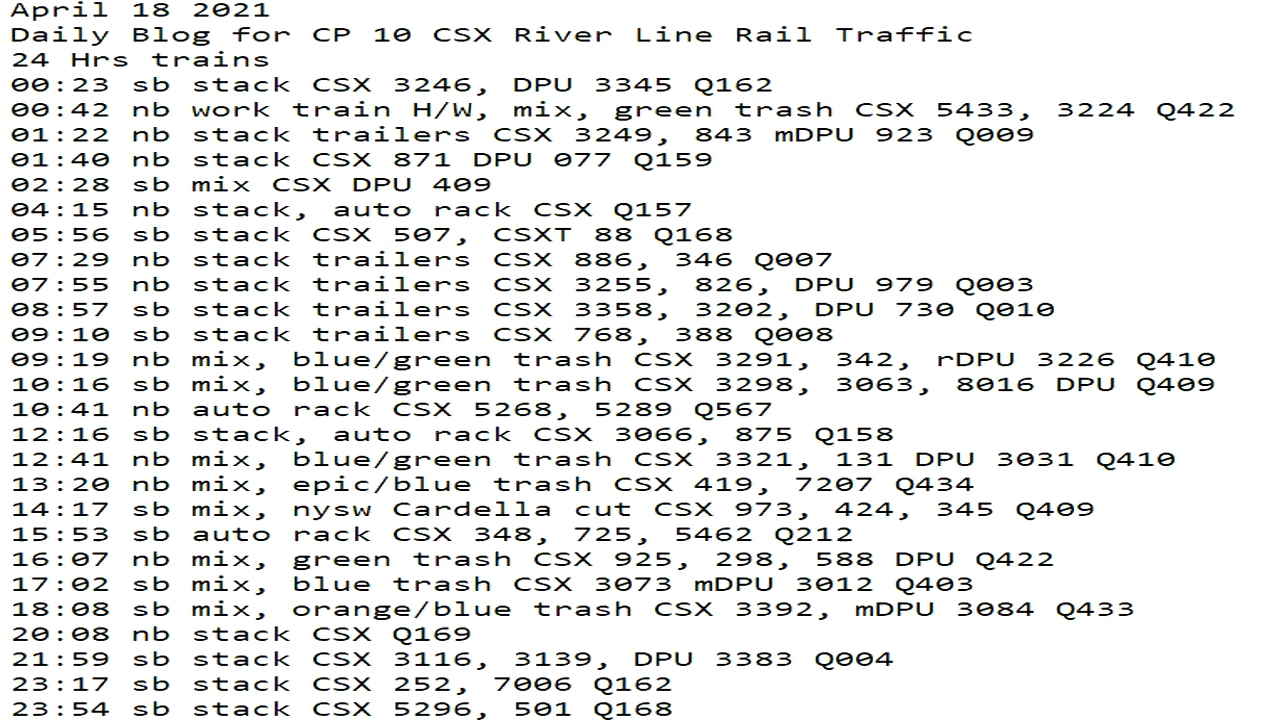 April 18 2021
Daily Blog for CP 10 CSX River Line Rail Traffic
24 Hrs trains
00:23 sb stack CSX 3246, DPU 3345 Q162
00:42 nb work train H/W, mix, green trash CSX 5433, 3224 Q422
01:22 nb stack trailers CSX 3249, 843 mDPU 923 Q009
01:40 nb stack CSX 871 DPU 077 Q159
02:28 sb mix CSX DPU 409
04:15 nb stack, auto rack CSX Q157
05:56 sb stack CSX 507, CSXT 88 Q168
07:29 nb stack trailers CSX 886, 346 Q007
07:55 nb stack trailers CSX 3255, 826, DPU 979 Q003
08:57 sb stack trailers CSX 3358, 3202, DPU 730 Q010
09:10 sb stack trailers CSX 768, 388 Q008
09:19 nb mix, blue/green trash CSX 3291, 342, rDPU 3226 Q410
10:16 sb mix, blue/green trash CSX 3298, 3063, 8016 DPU Q409
10:41 nb auto rack CSX 5268, 5289 Q567
12:16 sb stack, auto rack CSX 3066, 875 Q158
12:41 nb mix, blue/green trash CSX 3321, 131 DPU 3031 Q410
13:20 nb mix, epic/blue trash CSX 419, 7207 Q434
14:17 sb mix, nysw Cardella cut CSX 973, 424, 345 Q409
15:53 sb auto rack CSX 348, 725, 5462 Q212
16:07 nb mix, green trash CSX 925, 298, 588 DPU Q422
17:02 sb mix, blue trash CSX 3073 mDPU 3012 Q403
18:08 sb mix, orange/blue trash CSX 3392, mDPU 3084 Q433
20:08 nb stack CSX Q169
21:59 sb stack CSX 3116, 3139, DPU 3383 Q004
23:17 sb stack CSX 252, 7006 Q162
23:54 sb stack CSX 5296, 501 Q168